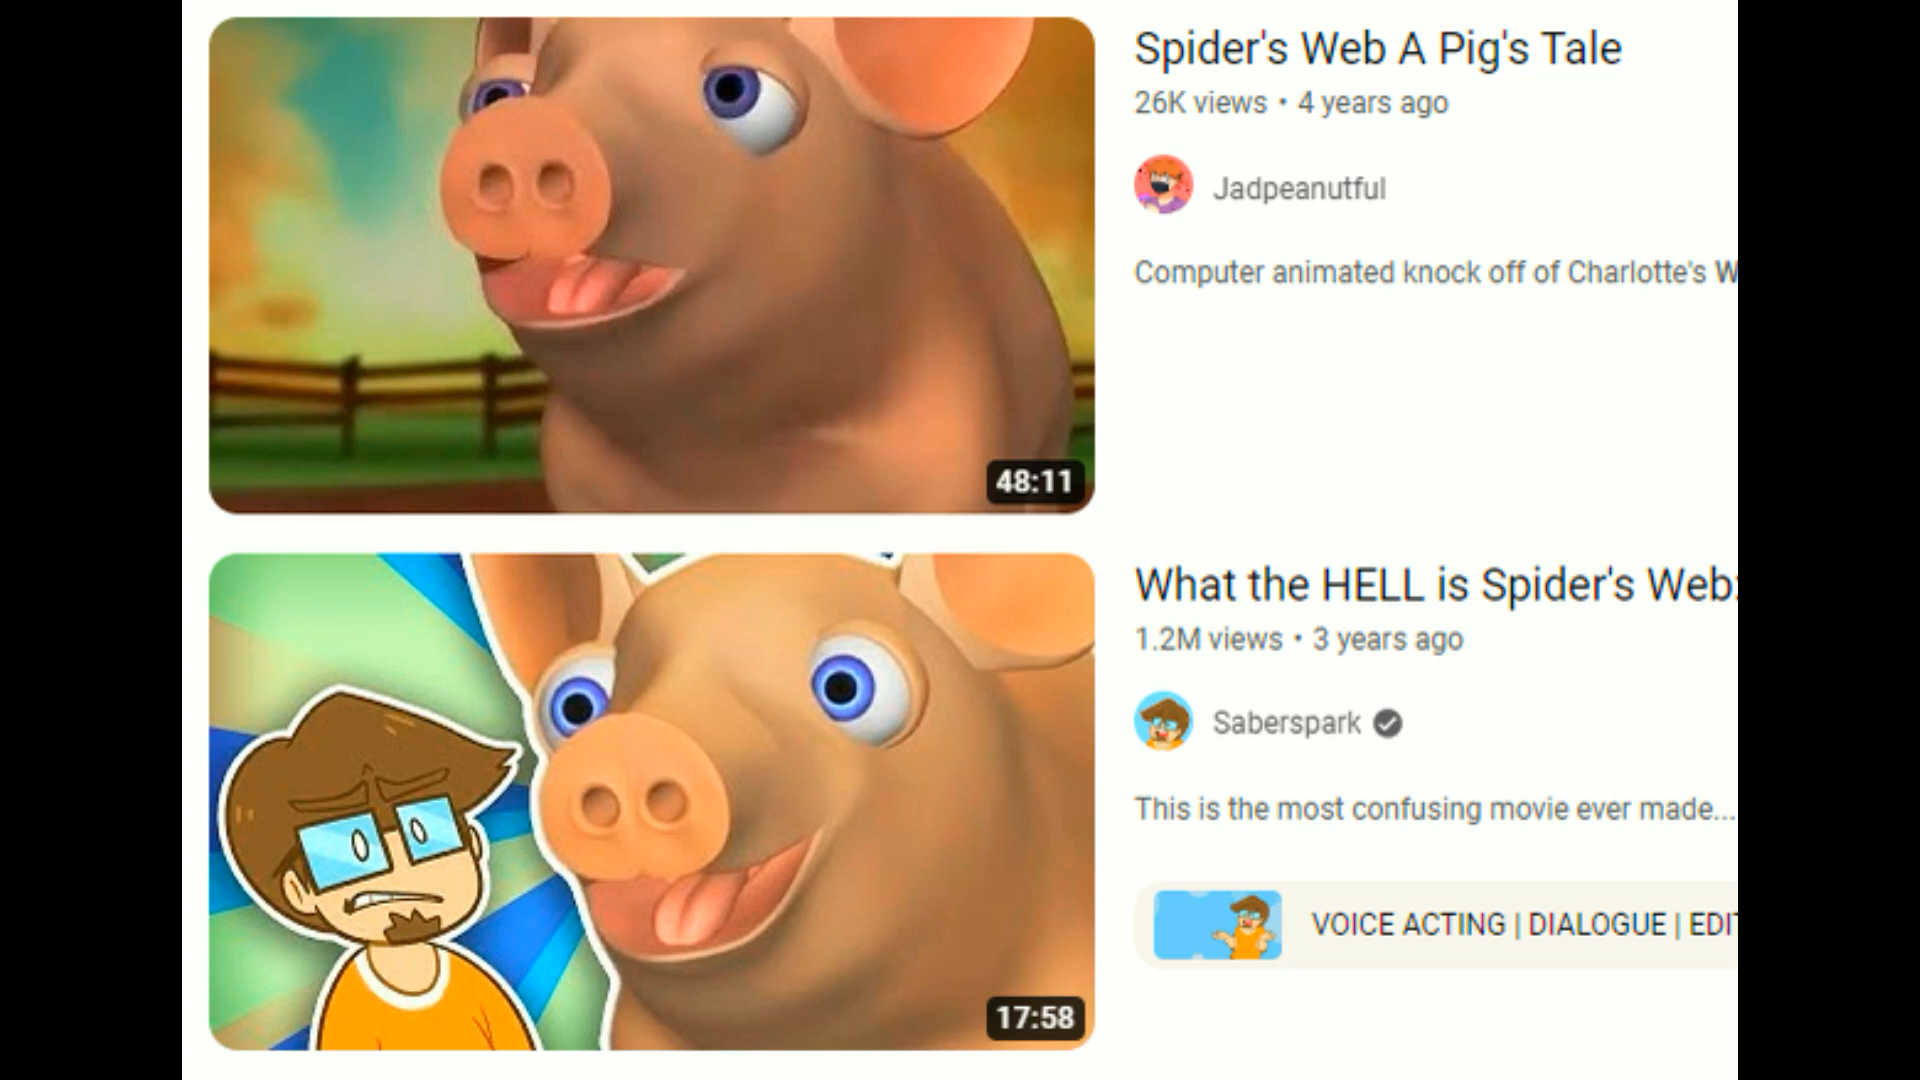 Spider's Web A Pig's Tale
26K views • 4 years ago
Jadpeanutful
Computer animated knock off of Charlotte's W
48:11
What the HELL is Spider's Web:
1.2M views • 3 years ago
Saberspark
This is the most confusing movie ever made...
VOICE ACTING | DIALOGUE | EDIT
17:58